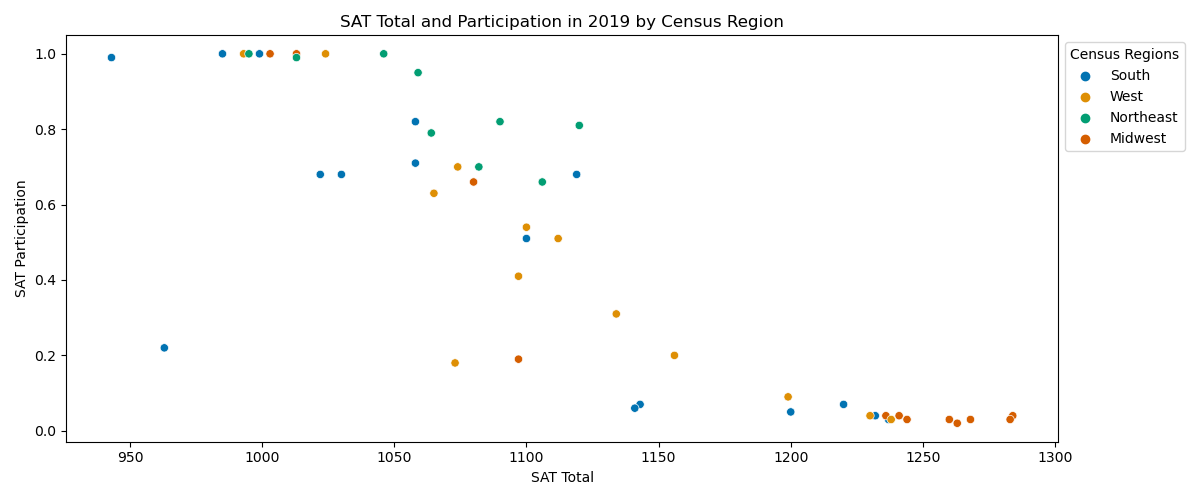 SAT Total and Participation in 2019 by Census Region
Census Regions
South
West
Northeast
Midwest
SAT Participation
1.0
0.8
0.6
0.4
0.2
0.0
950 1000 1050 1100 1150 1200 1250 1300
SAT Total